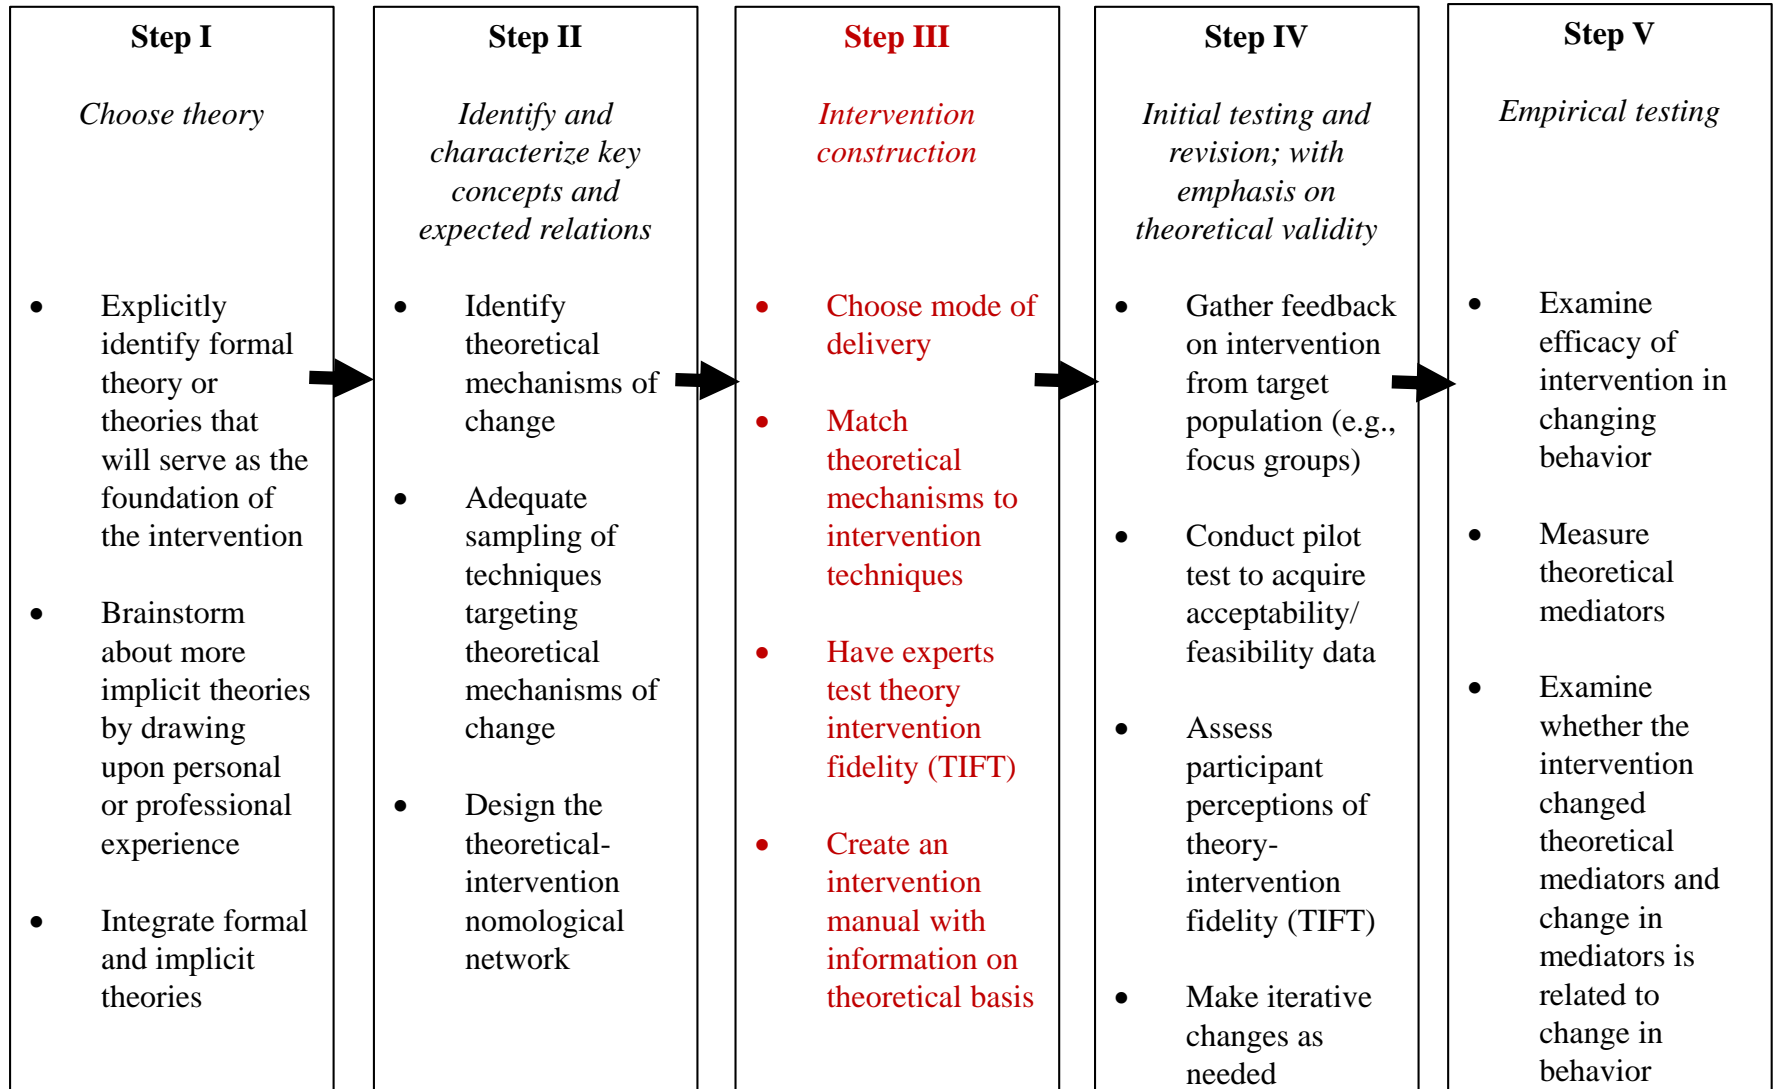 Step I
Choose theory
• Explicitly
identify formal
theory or
theories that
will serve as the
foundation of
the intervention
• Brainstorm
about more
implicit theories
by drawing
upon personal
or professional
experience
• Integrate formal
and implicit
theories
Step II
Identify and
characterize key
concepts and
expected relations
• Identify
theoretical
mechanisms of
change
• Adequate
sampling of
techniques
targeting
theoretical
mechanisms of
change
• Design the
theoretical-
intervention
nomological
network
Step III
Intervention
construction
• Choose mode of
delivery
• Match
theoretical
mechanisms to
intervention
techniques
• Have experts
test theory
intervention
fidelity (TIFT)
• Create an
intervention
manual with
information on
theoretical basis
Step IV
Initial testing and
revision; with
emphasis on
theoretical validity
• Gather feedback
on intervention
from target
population (e.g.,
focus groups)
• Conduct pilot
test to acquire
acceptability/
feasibility data
• Assess
participant
perceptions of
theory-
intervention
fidelity (TIFT)
• Make iterative
changes as
needed
Step V
Empirical testing
• Examine
efficacy of
intervention in
changing
behavior
• Measure
theoretical
mediators
• Examine
whether the
intervention
changed
theoretical
mediators and
change in
mediators is
related to
change in
behavior